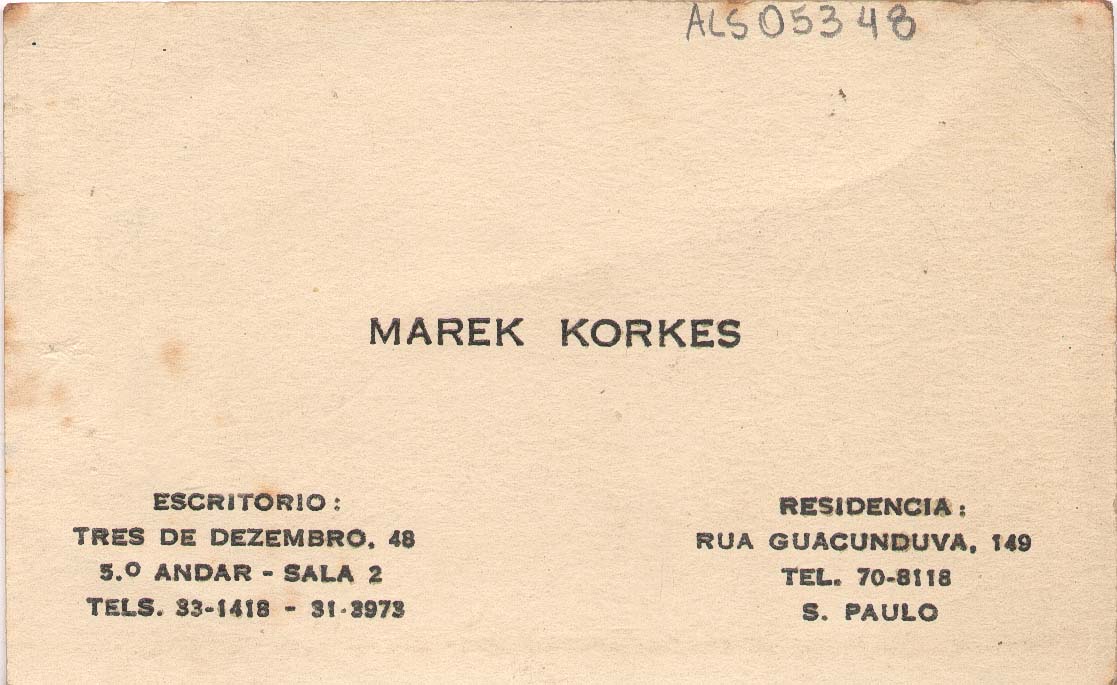 ALS05348
MAREK KORKES
ESCRITORIO:
TRES DE DEZEMBRO, 48
5.º ANDAR - SALA 2
TELS. 33-1418 - 31-3973
RESIDENCIA:
RUA GUACUNDUVA, 149
TEL. 70-8118
S. PAULO